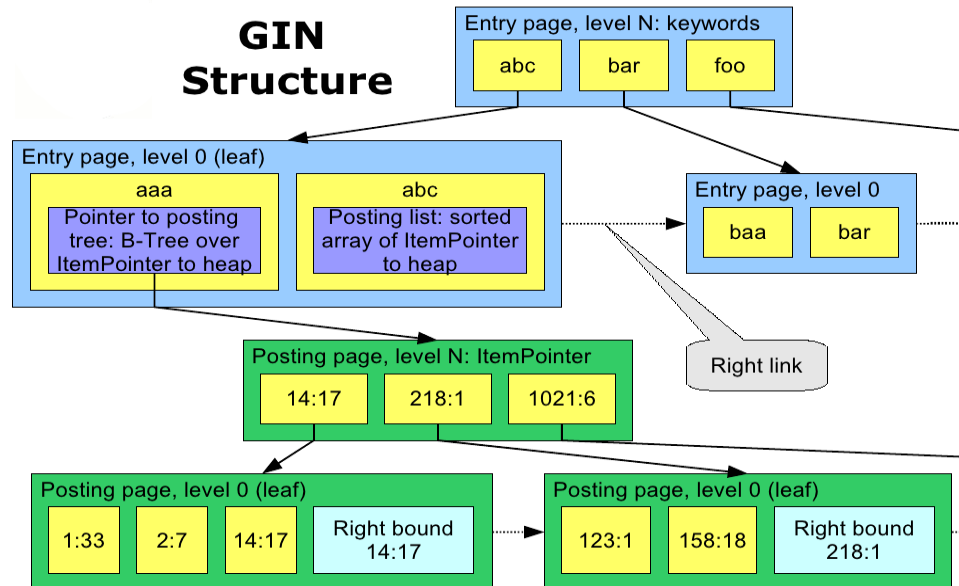 GIN
Structure
Entry page, level N: keywords
abc
bar
foo
Entry page, level 0 (leaf)
aaa
Pointer to posting
tree: B-Tree over
ItemPointer to heap
abc
Posting list: sorted
array of ItemPointer
to heap
Entry page, level 0
baa
bar
Right link
Posting page, level N: ItemPointer
14:17
218:1
1021:6
Posting page, level 0 (leaf)
1:33
2:7
14:17
Right bound
14:17
Posting page, level 0 (leaf)
123:1
158:18
Right bound
218:1